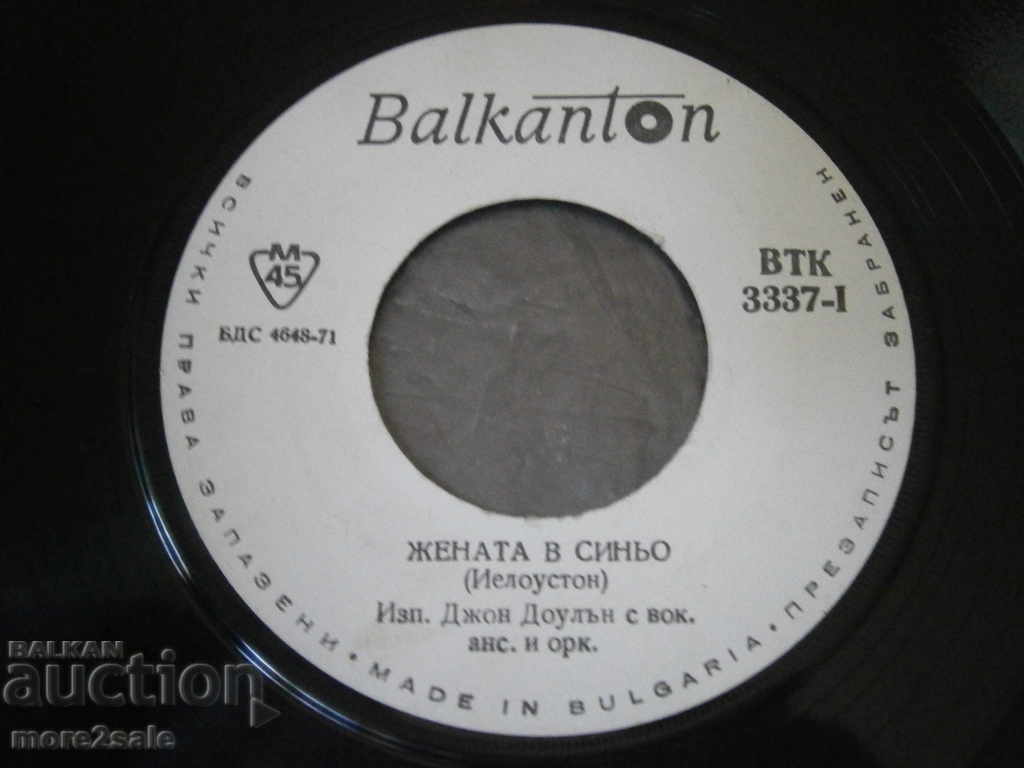 Balkanton
М
45
БДС 4648-71
ВТК
3337-I
ЖЕНАТА В СИНЬО
(Иелоустон)
Изп. Джон Доулън с вок.
анс. и орк.
ВСИЧКИ ПРАВА ЗАПАЗЕНИ • MADE IN BULGARIA • ПРЕЗАПИСЪТ ЗАБРАНЕН
BALKAN
auction
more2sale